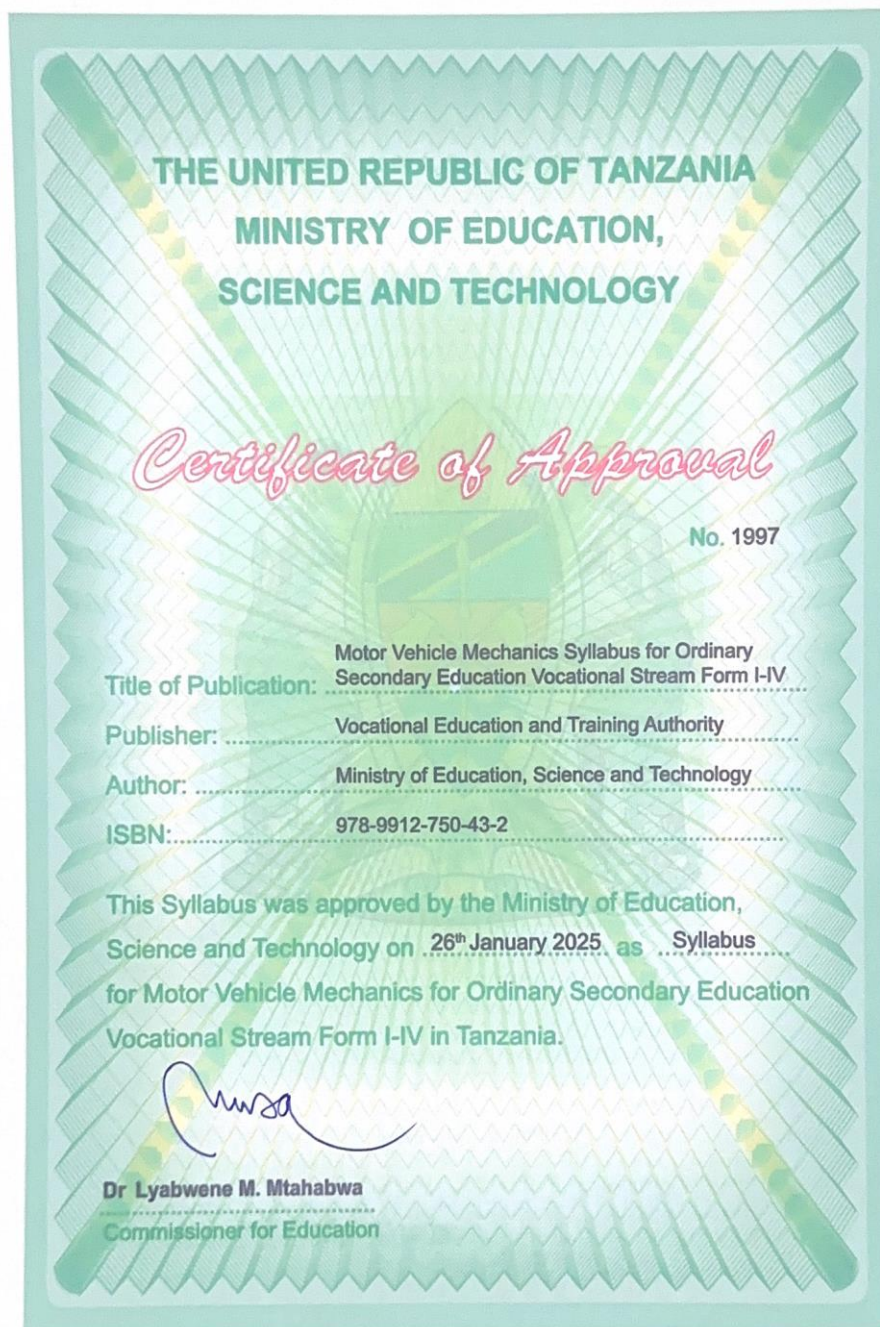 THE UNITED REPUBLIC OF TANZANIA
MINISTRY OF EDUCATION,
SCIENCE AND TECHNOLOGY
Certificate of Approval
No. 1997
Motor Vehicle Mechanics Syllabus for Ordinary
Title of Publication: Secondary Education Vocational Stream Form I-IV
Publisher: Vocational Education and Training Authority
Author: Ministry of Education, Science and Technology
ISBN: 978-9912-750-43-2
This Syllabus was approved by the Ministry of Education,
Science and Technology on 26th January 2025 as Syllabus
for Motor Vehicle Mechanics for Ordinary Secondary Education
Vocational Stream Form I-IV in Tanzania.
Dr Lyabwene M. Mtahabwa
Commissioner for Education